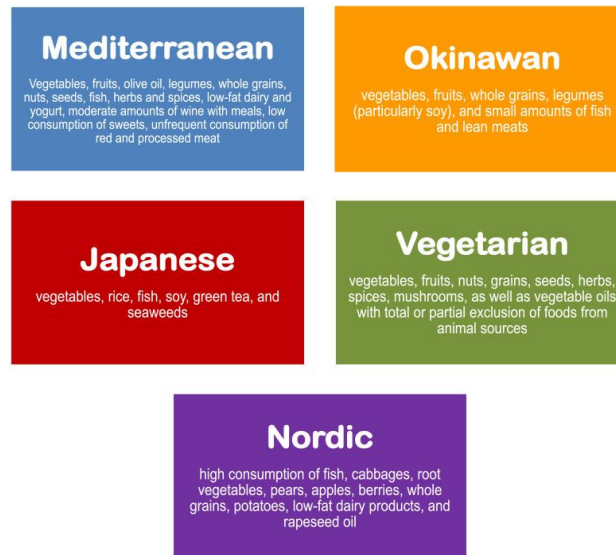 Mediterranean
Vegetables, fruits, olive oil, legumes, whole grains,
nuts, seeds, fish, herbs and spices, low-fat dairy and
yogurt, moderate amounts of wine with meals, low
consumption of sweets, unfrequent consumption of
red and processed meat
Okinawan
vegetables, fruits, whole grains, legumes
(particularly soy), and small amounts of fish
and lean meats
Japanese
vegetables, rice, fish, soy, green tea, and
seaweeds
Vegetarian
vegetables, fruits, nuts, grains, seeds, herbs,
spices, mushrooms, as well as vegetable oils
with total or partial exclusion of foods from
animal sources
Nordic
high consumption of fish, cabbages, root
vegetables, pears, apples, berries, whole
grains, potatoes, low-fat dairy products, and
rapeseed oil